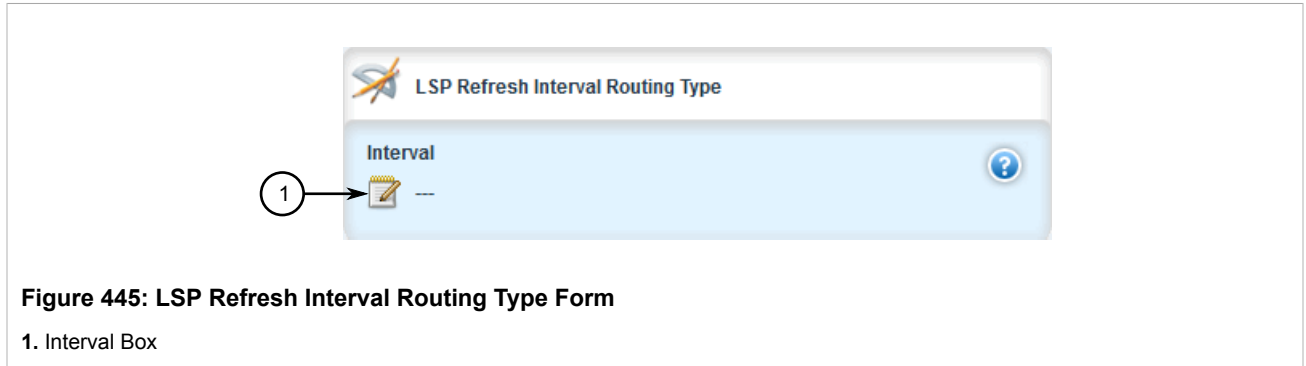 LSP Refresh Interval Routing Type
Interval
1
---
Figure 445: LSP Refresh Interval Routing Type Form
1. Interval Box